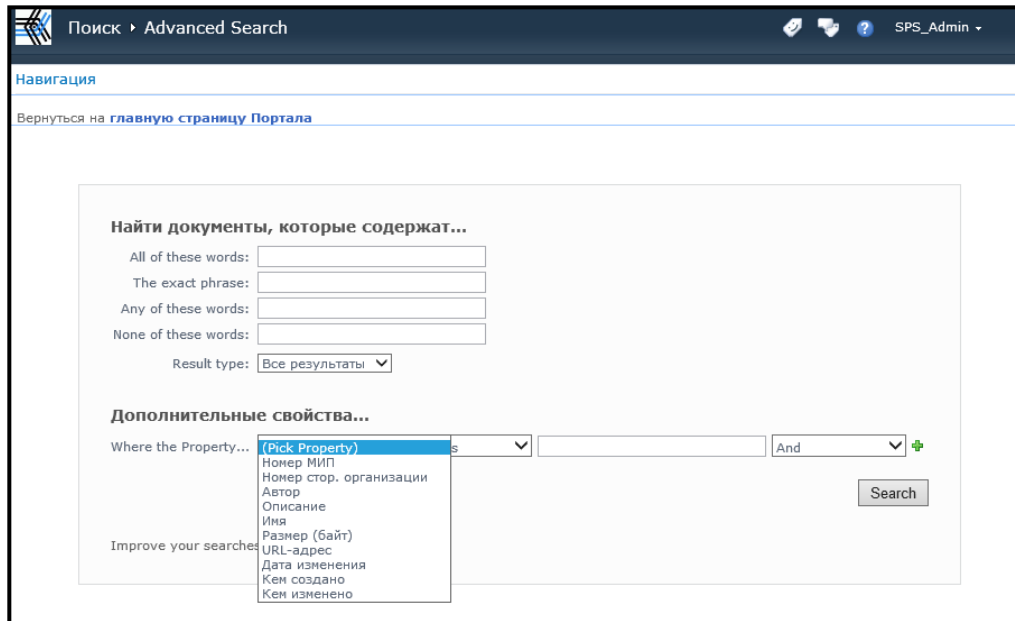 Поиск ▸ Advanced Search SPS_Admin
Навигация
Вернуться на главную страницу Портала
Найти документы, которые содержат...
All of these words:
The exact phrase:
Any of these words:
None of these words:
Result type: Все результаты
Дополнительные свойства...
Where the Property... (Pick Property) s And
Номер МИП
Номер стор. организации
Автор
Описание
Имя
Размер (байт)
URL-адрес
Дата изменения
Кем создано
Кем изменено
Search
Improve your searches